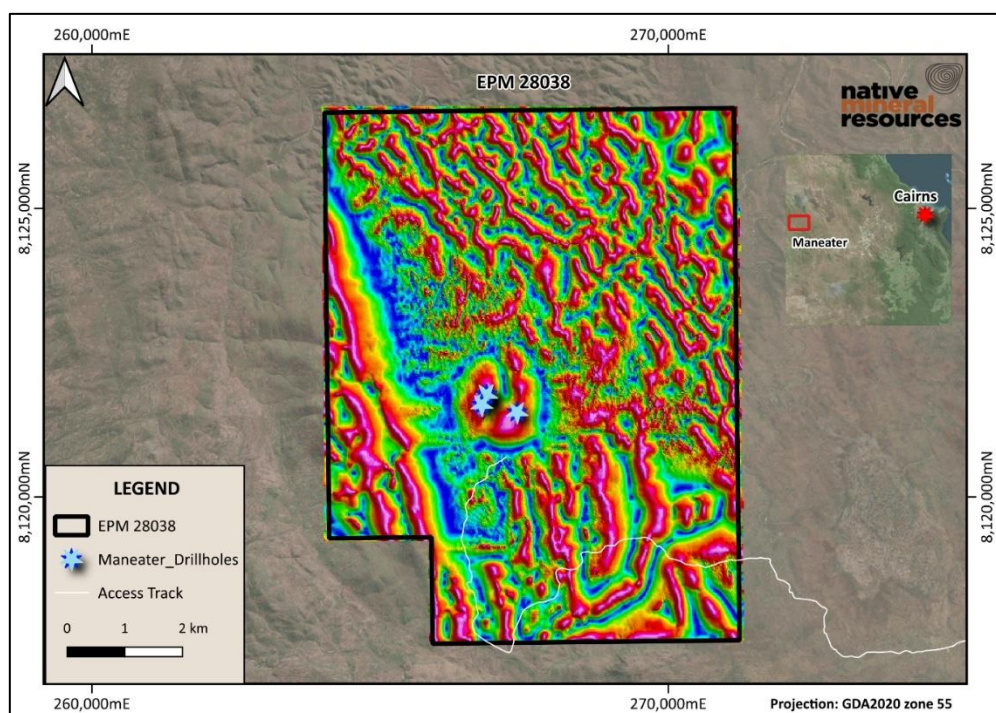 260,000mE
270,000mE
EPM 28038
native
mineral
resources
8,125,000mN
8,125,000mN
Cairns
Maneater
LEGEND
EPM 28038
Maneater_Drillholes
Access Track
0 1 2 km
8,120,000mN
8,120,000mN
260,000mE
270,000mE
Projection: GDA2020 zone 55